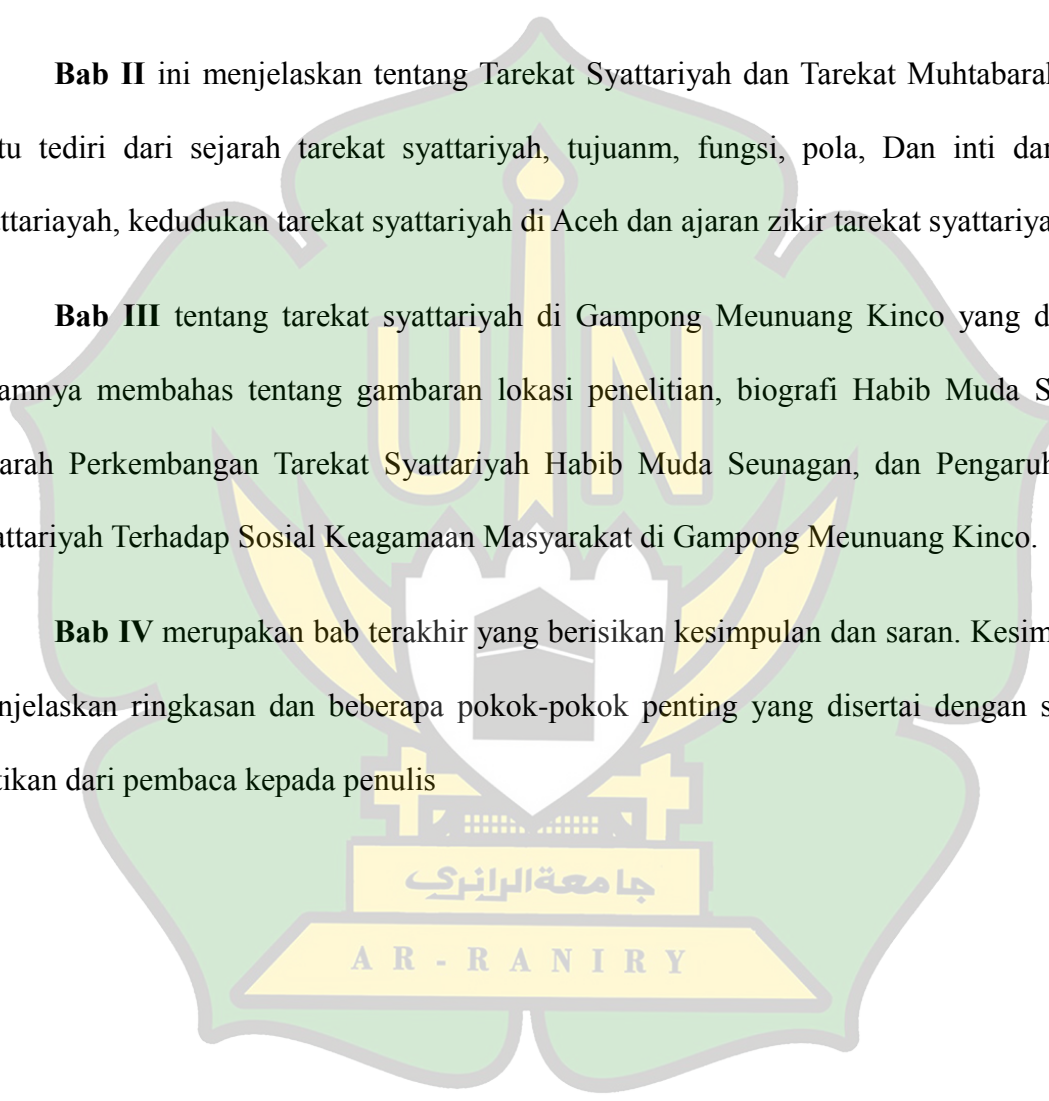 Bab II ini menjelaskan tentang Tarekat Syattariyah dan Tarekat Muhtabarah
tu tediri dari sejarah tarekat syattariyah, tujuanm, fungsi, pola, Dan inti dar
ttariayah, kedudukan tarekat syattariyah di Aceh dan ajaran zikir tarekat syattariya
Bab III tentang tarekat syattariyah di Gampong Meunuang Kinco yang d
amnya membahas tentang gambaran lokasi penelitian, biografi Habib Muda S
arah Perkembangan Tarekat Syattariyah Habib Muda Seunagan, dan Pengaruh
attariyah Terhadap Sosial Keagamaan Masyarakat di Gampong Meunuang Kinco.
Bab IV merupakan bab terakhir yang berisikan kesimpulan dan saran. Kesim
njelaskan ringkasan dan beberapa pokok-pokok penting yang disertai dengan s
tikan dari pembaca kepada penulis
UIN
جامعة الرانري
AR-RANIRY